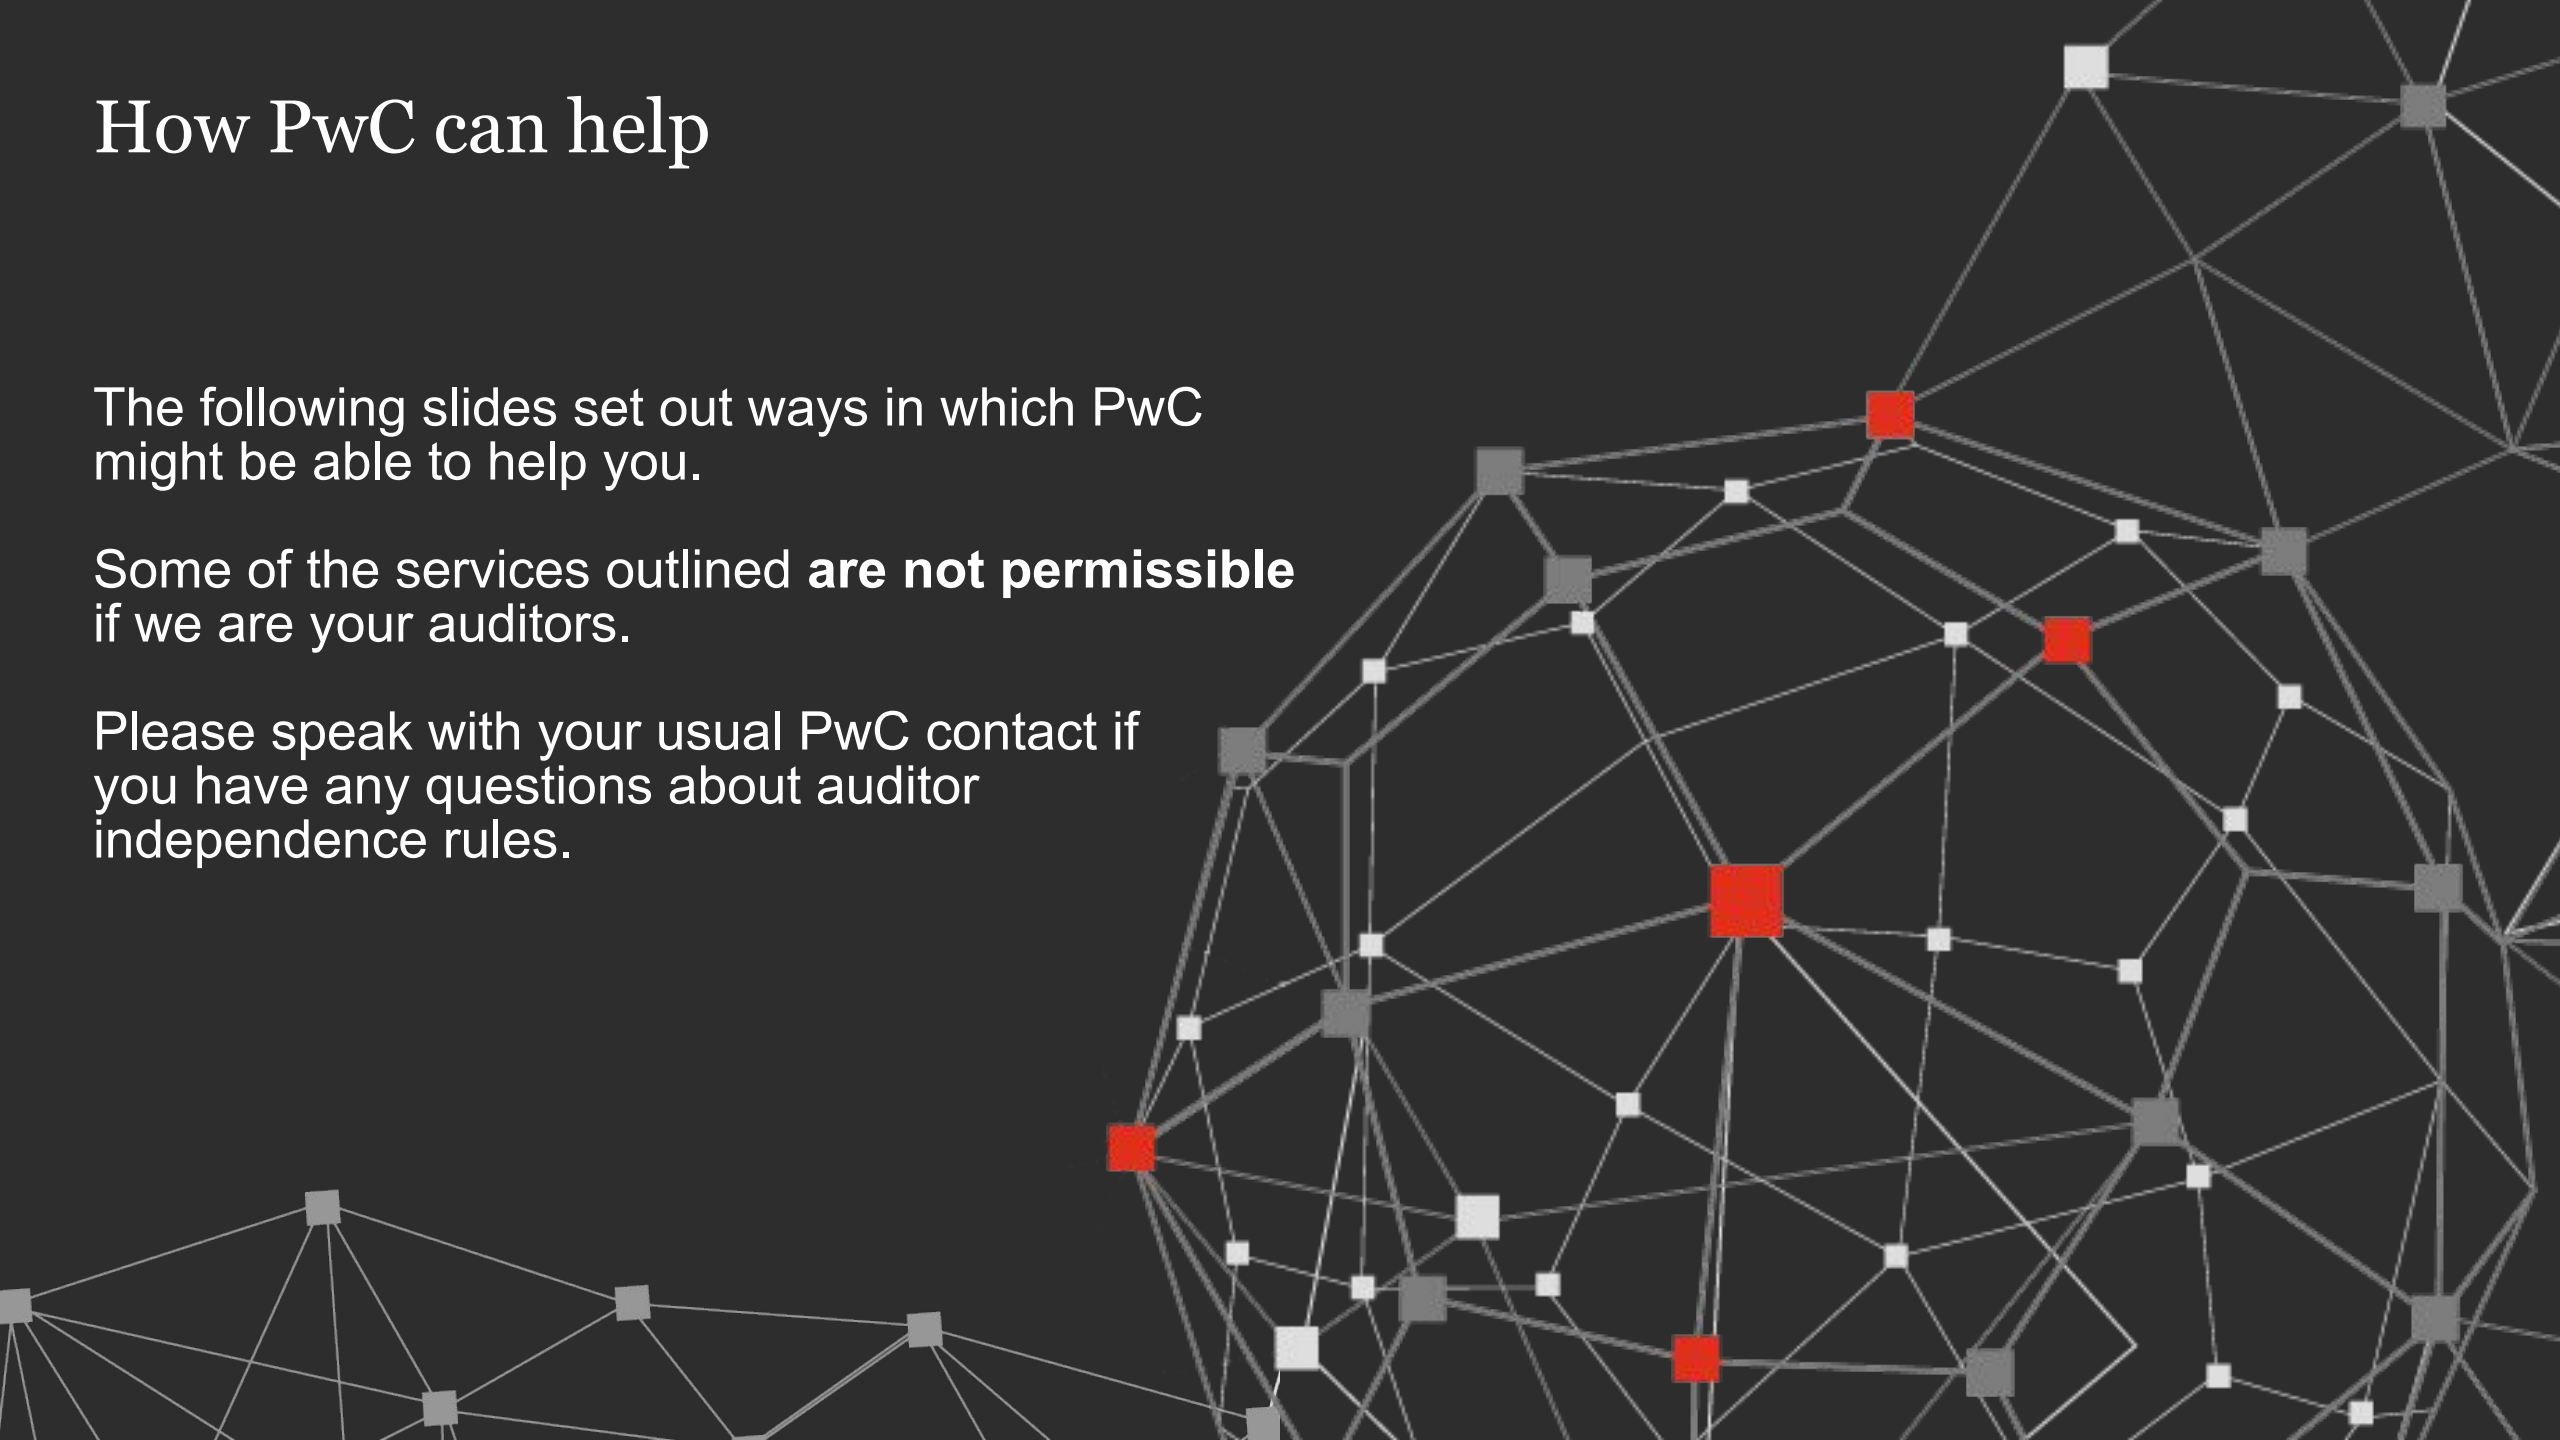 How PwC can help
The following slides set out ways in which PwC
might be able to help you.
Some of the services outlined are not permissible
if we are your auditors.
Please speak with your usual PwC contact if
you have any questions about auditor
independence rules.